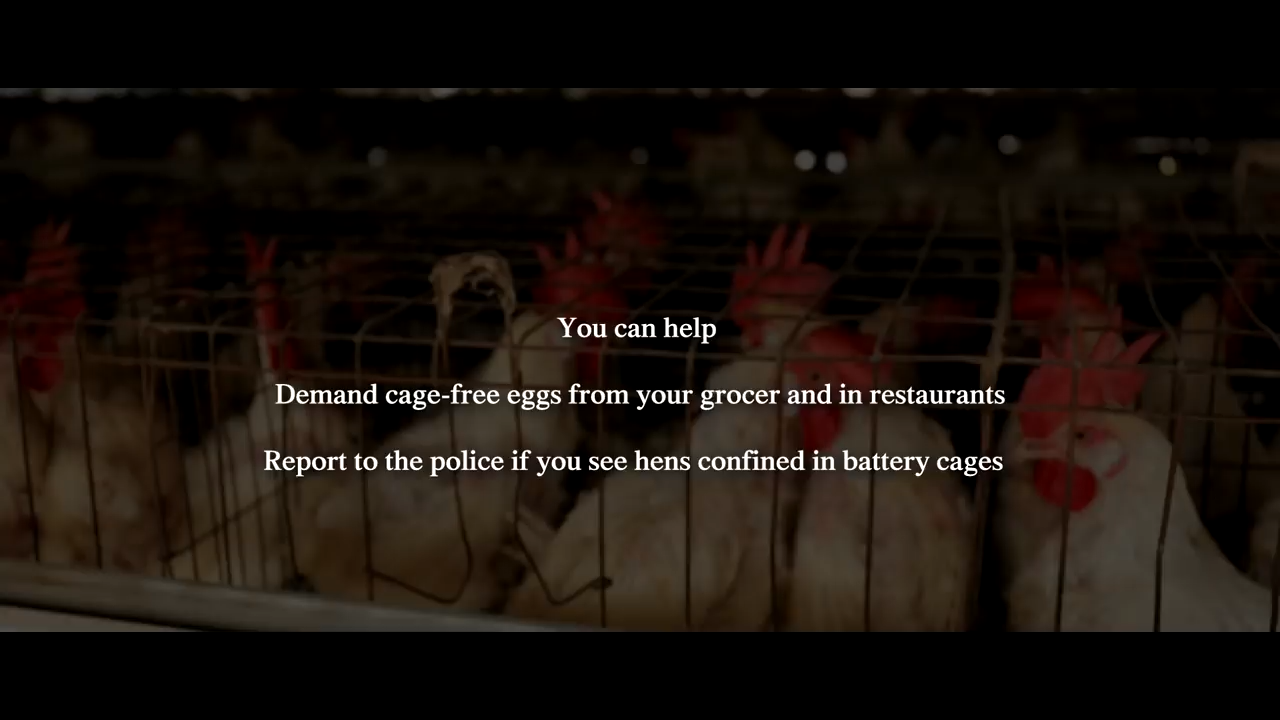 You can help
Demand cage-free eggs from your grocer and in restaurants
Report to the police if you see hens confined in battery cages